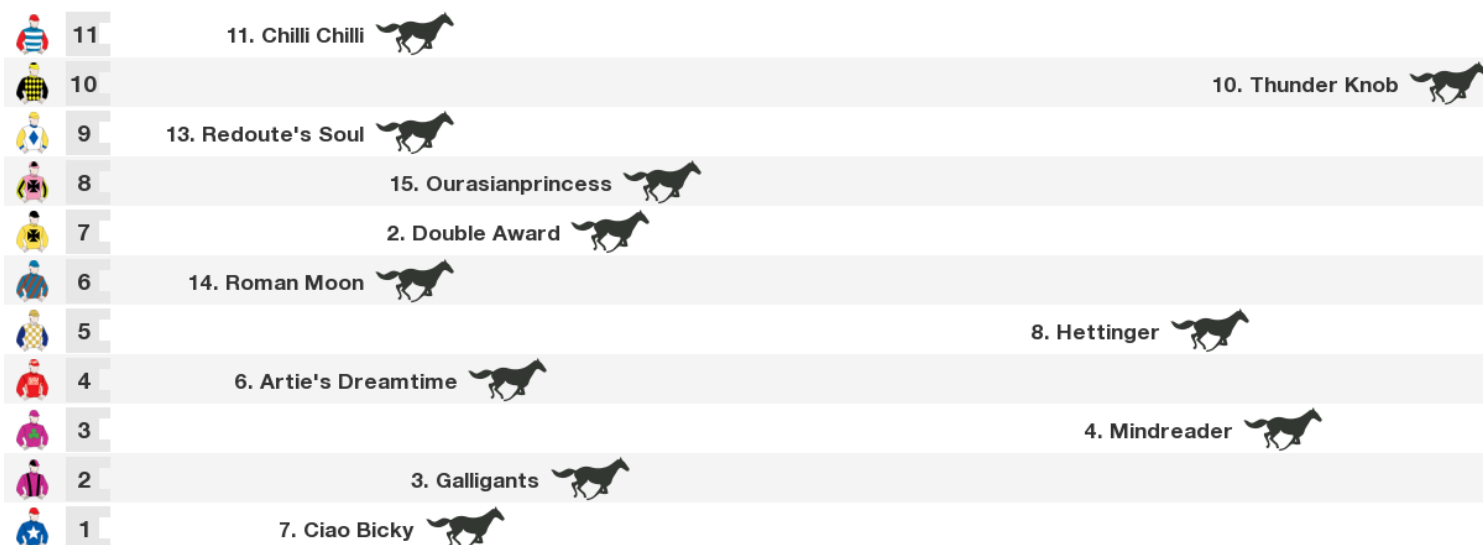 11 11. Chilli Chilli
10 10. Thunder Knob
9 13. Redoute's Soul
8 15. Ourasianprincess
7 2. Double Award
6 14. Roman Moon
5 8. Hettinger
4 6. Artie's Dreamtime
3 4. Mindreader
2 3. Galligants
1 7. Ciao Bicky